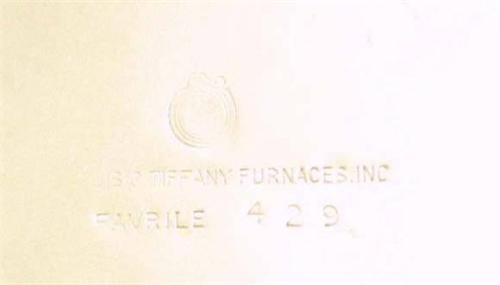 TIFFANY FURNACES.INC
FAVRILE 429